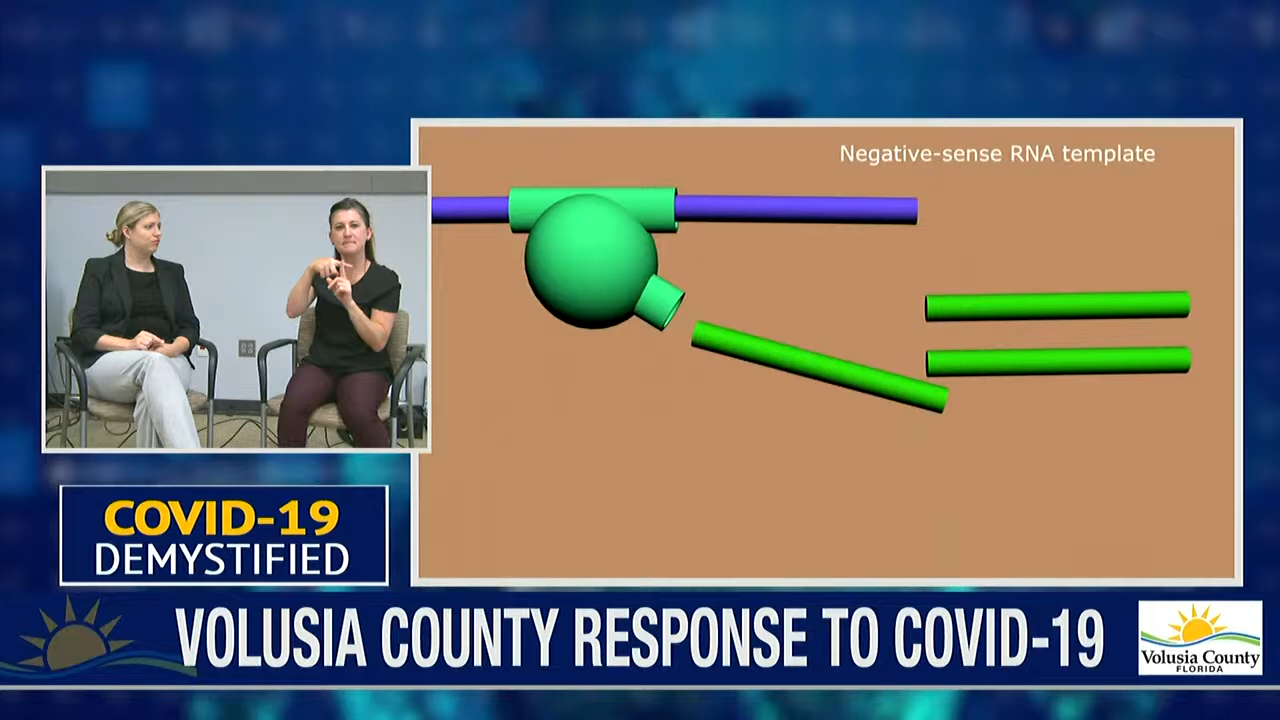 Negative-sense RNA template
COVID-19
DEMYSTIFIED
VOLUSIA COUNTY RESPONSE TO COVID-19
Volusia County
FLORIDA